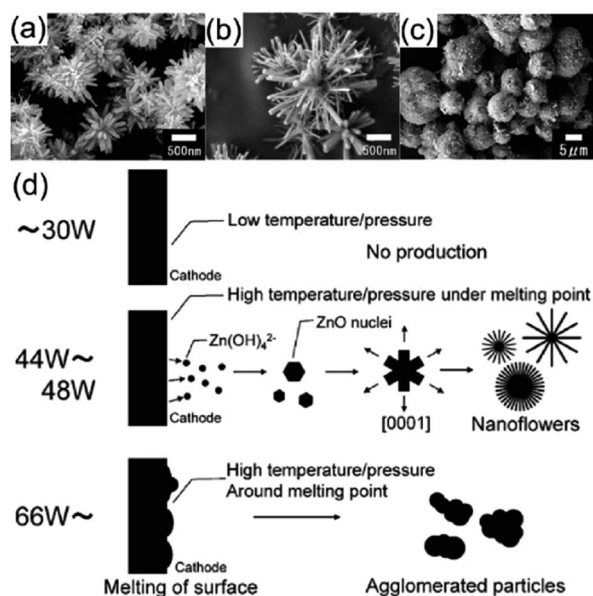 (a)
(b)
(c)
500nm
500nm
5μm
(d)
~30W
Low temperature/pressure
No production
Cathode
High temperature/pressure under melting point
44W~
48W
Zn(OH)₄²⁻
ZnO nuclei
Cathode
[0001]
Nanoflowers
66W~
High temperature/pressure
Around melting point
Cathode
Melting of surface
Agglomerated particles